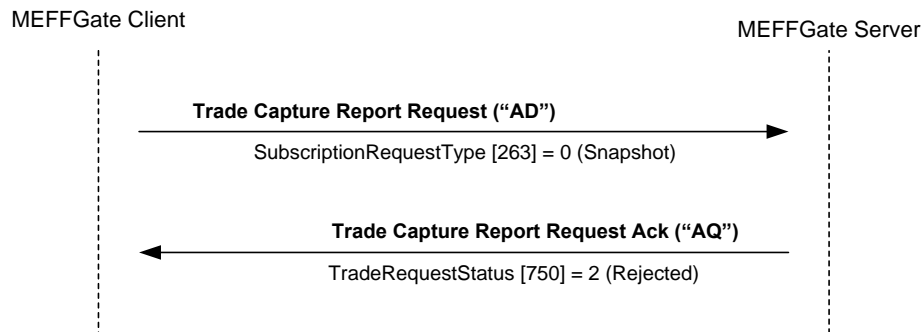 MEFFGate Client
MEFFGate Server
Trade Capture Report Request (“AD”)
SubscriptionRequestType [263] = 0 (Snapshot)
Trade Capture Report Request Ack (“AQ”)
TradeRequestStatus [750] = 2 (Rejected)